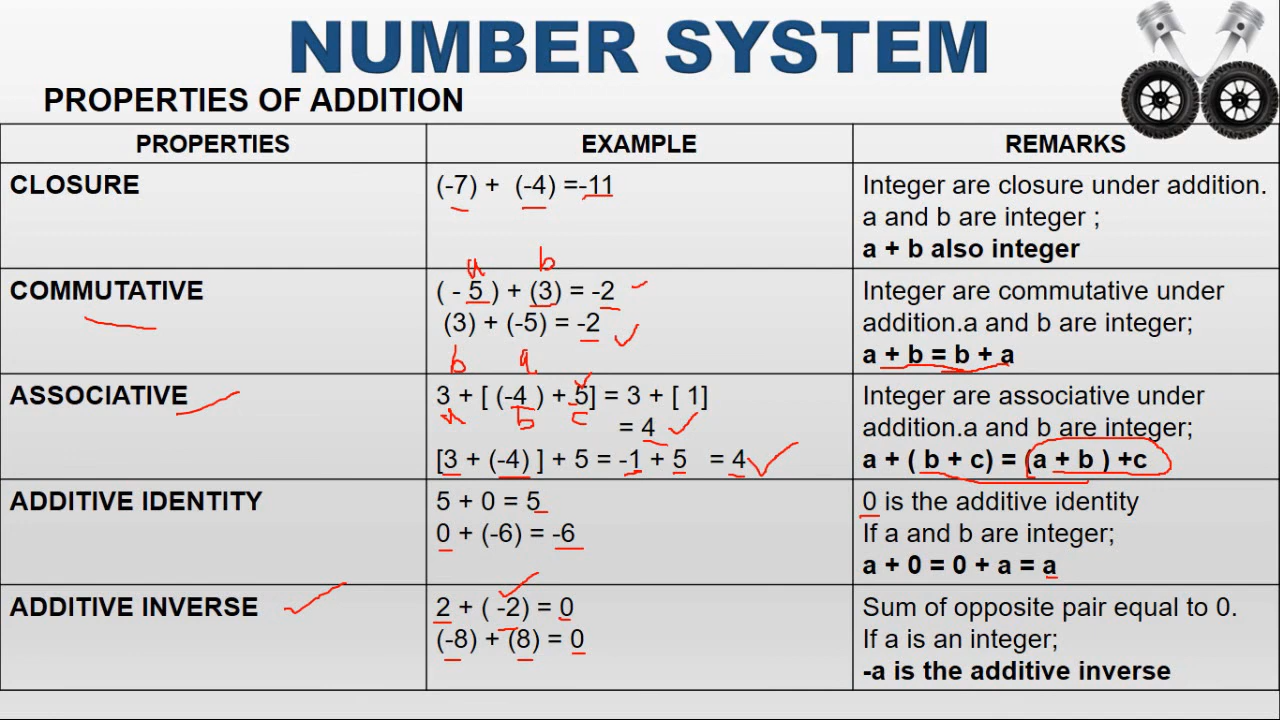 NUMBER SYSTEM
PROPERTIES OF ADDITION
PROPERTIES
EXAMPLE
REMARKS
CLOSURE
(-7) + (-4) =-11
Integer are closure under addition.
a and b are integer ;
a + b also integer
COMMUTATIVE
a b
( - 5 ) + (3) = -2
(3) + (-5) = -2
b a
Integer are commutative under
addition.a and b are integer;
a + b = b + a
ASSOCIATIVE
3 + [ (-4 ) + 5] = 3 + [ 1]
a b c
= 4
[3 + (-4) ] + 5 = -1 + 5 = 4
Integer are associative under
addition.a and b are integer;
a + ( b + c) = (a + b ) +c
ADDITIVE IDENTITY
5 + 0 = 5
0 + (-6) = -6
0 is the additive identity
If a and b are integer;
a + 0 = 0 + a = a
ADDITIVE INVERSE
2 + ( -2) = 0
(-8) + (8) = 0
Sum of opposite pair equal to 0.
If a is an integer;
-a is the additive inverse